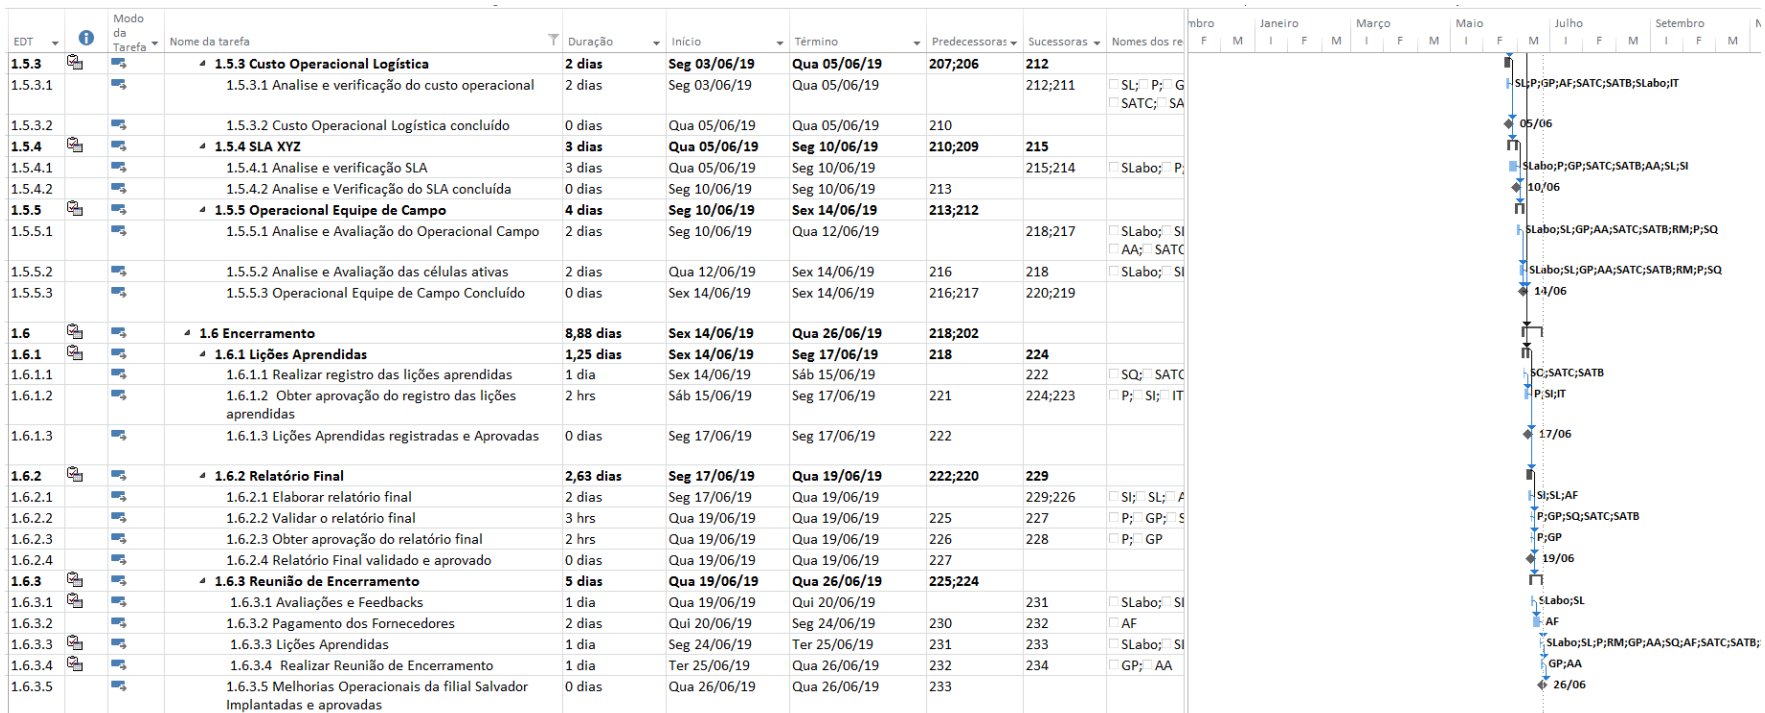 EDT Modo da Tarefa Nome da tarefa Duração Início Término Predecessoras Sucessoras Nomes dos re
mbro Janeiro Março Maio Julho Setembro N
F M I F M I F M I F M I F M
1.5.3 1.5.3 Custo Operacional Logística 2 dias Seg 03/06/19 Qua 05/06/19 207;206 212
1.5.3.1 1.5.3.1 Analise e verificação do custo operacional 2 dias Seg 03/06/19 Qua 05/06/19 212;211 SL; P; G SL;P;GP;AF;SATC;SATB;SLabo;IT
SATC; SA
1.5.3.2 1.5.3.2 Custo Operacional Logística concluído 0 dias Qua 05/06/19 Qua 05/06/19 210 05/06
1.5.4 1.5.4 SLA XYZ 3 dias Qua 05/06/19 Seg 10/06/19 210;209 215
1.5.4.1 1.5.4.1 Analise e verificação SLA 3 dias Qua 05/06/19 Seg 10/06/19 215;214 SLabo; P; SLabo;P;GP;SATC;SATB;AA;SL;SI
1.5.4.2 1.5.4.2 Analise e Verificação do SLA concluída 0 dias Seg 10/06/19 Seg 10/06/19 213 10/06
1.5.5 1.5.5 Operacional Equipe de Campo 4 dias Seg 10/06/19 Sex 14/06/19 213;212
1.5.5.1 1.5.5.1 Analise e Avaliação do Operacional Campo 2 dias Seg 10/06/19 Qua 12/06/19 218;217 SLabo; SL SLabo;SL;GP;AA;SATC;SATB;RM;P;SQ
AA; SATC
1.5.5.2 1.5.5.2 Analise e Avaliação das células ativas 2 dias Qua 12/06/19 Sex 14/06/19 216 218 SLabo; SL SLabo;SL;GP;AA;SATC;SATB;RM;P;SQ
1.5.5.3 1.5.5.3 Operacional Equipe de Campo Concluído 0 dias Sex 14/06/19 Sex 14/06/19 216;217 220;219 14/06
1.6 1.6 Encerramento 8,88 dias Sex 14/06/19 Qua 26/06/19 218;202
1.6.1 1.6.1 Lições Aprendidas 1,25 dias Sex 14/06/19 Seg 17/06/19 218 224
1.6.1.1 1.6.1.1 Realizar registro das lições aprendidas 1 dia Sex 14/06/19 Sáb 15/06/19 222 SQ; SATC SQ;SATC;SATB
1.6.1.2 1.6.1.2 Obter aprovação do registro das lições 2 hrs Sáb 15/06/19 Seg 17/06/19 221 224;223 P; SI; IT P;SI;IT
aprendidas
1.6.1.3 1.6.1.3 Lições Aprendidas registradas e Aprovadas 0 dias Seg 17/06/19 Seg 17/06/19 222 17/06
1.6.2 1.6.2 Relatório Final 2,63 dias Seg 17/06/19 Qua 19/06/19 222;220 229
1.6.2.1 1.6.2.1 Elaborar relatório final 2 dias Seg 17/06/19 Qua 19/06/19 229;226 SI; SL; A SI;SL;AF
1.6.2.2 1.6.2.2 Validar o relatório final 3 hrs Qua 19/06/19 Qua 19/06/19 225 227 P; GP; S P;GP;SQ;SATC;SATB
1.6.2.3 1.6.2.3 Obter aprovação do relatório final 2 hrs Qua 19/06/19 Qua 19/06/19 226 228 P; GP P;GP
1.6.2.4 1.6.2.4 Relatório Final validado e aprovado 0 dias Qua 19/06/19 Qua 19/06/19 227 19/06
1.6.3 1.6.3 Reunião de Encerramento 5 dias Qua 19/06/19 Qua 26/06/19 225;224
1.6.3.1 1.6.3.1 Avaliações e Feedbacks 1 dia Qua 19/06/19 Qui 20/06/19 231 SLabo; SL SLabo;SL
1.6.3.2 1.6.3.2 Pagamento dos Fornecedores 2 dias Qui 20/06/19 Seg 24/06/19 230 232 AF AF
1.6.3.3 1.6.3.3 Lições Aprendidas 1 dia Seg 24/06/19 Ter 25/06/19 231 233 SLabo; SL SLabo;SL;P;RM;GP;AA;SQ;AF;SATC;SATB;
1.6.3.4 1.6.3.4 Realizar Reunião de Encerramento 1 dia Ter 25/06/19 Qua 26/06/19 232 234 GP; AA GP;AA
1.6.3.5 1.6.3.5 Melhorias Operacionais da filial Salvador 0 dias Qua 26/06/19 Qua 26/06/19 233 26/06
Implantadas e aprovadas